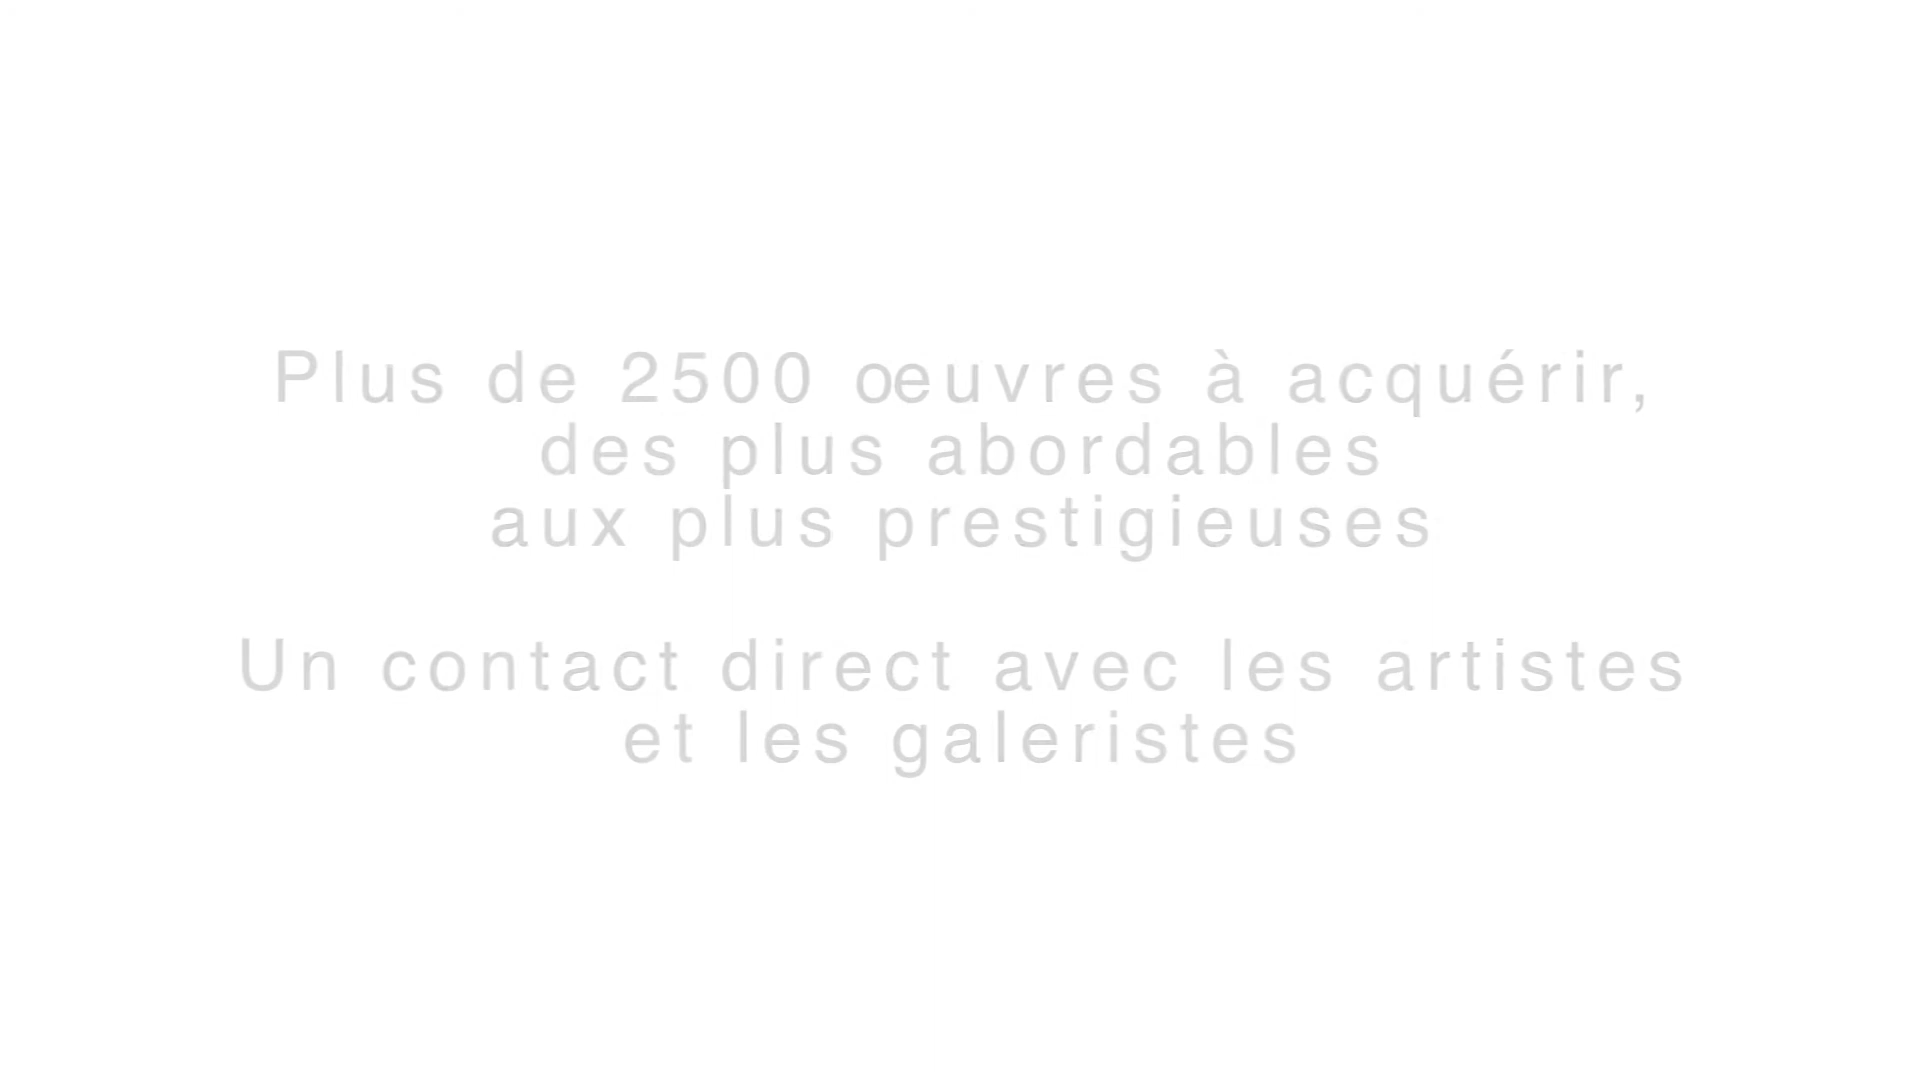 Plus de 2500 œuvres à acquérir,
des plus abordables
aux plus prestigieuses
Un contact direct avec les artistes
et les galeristes